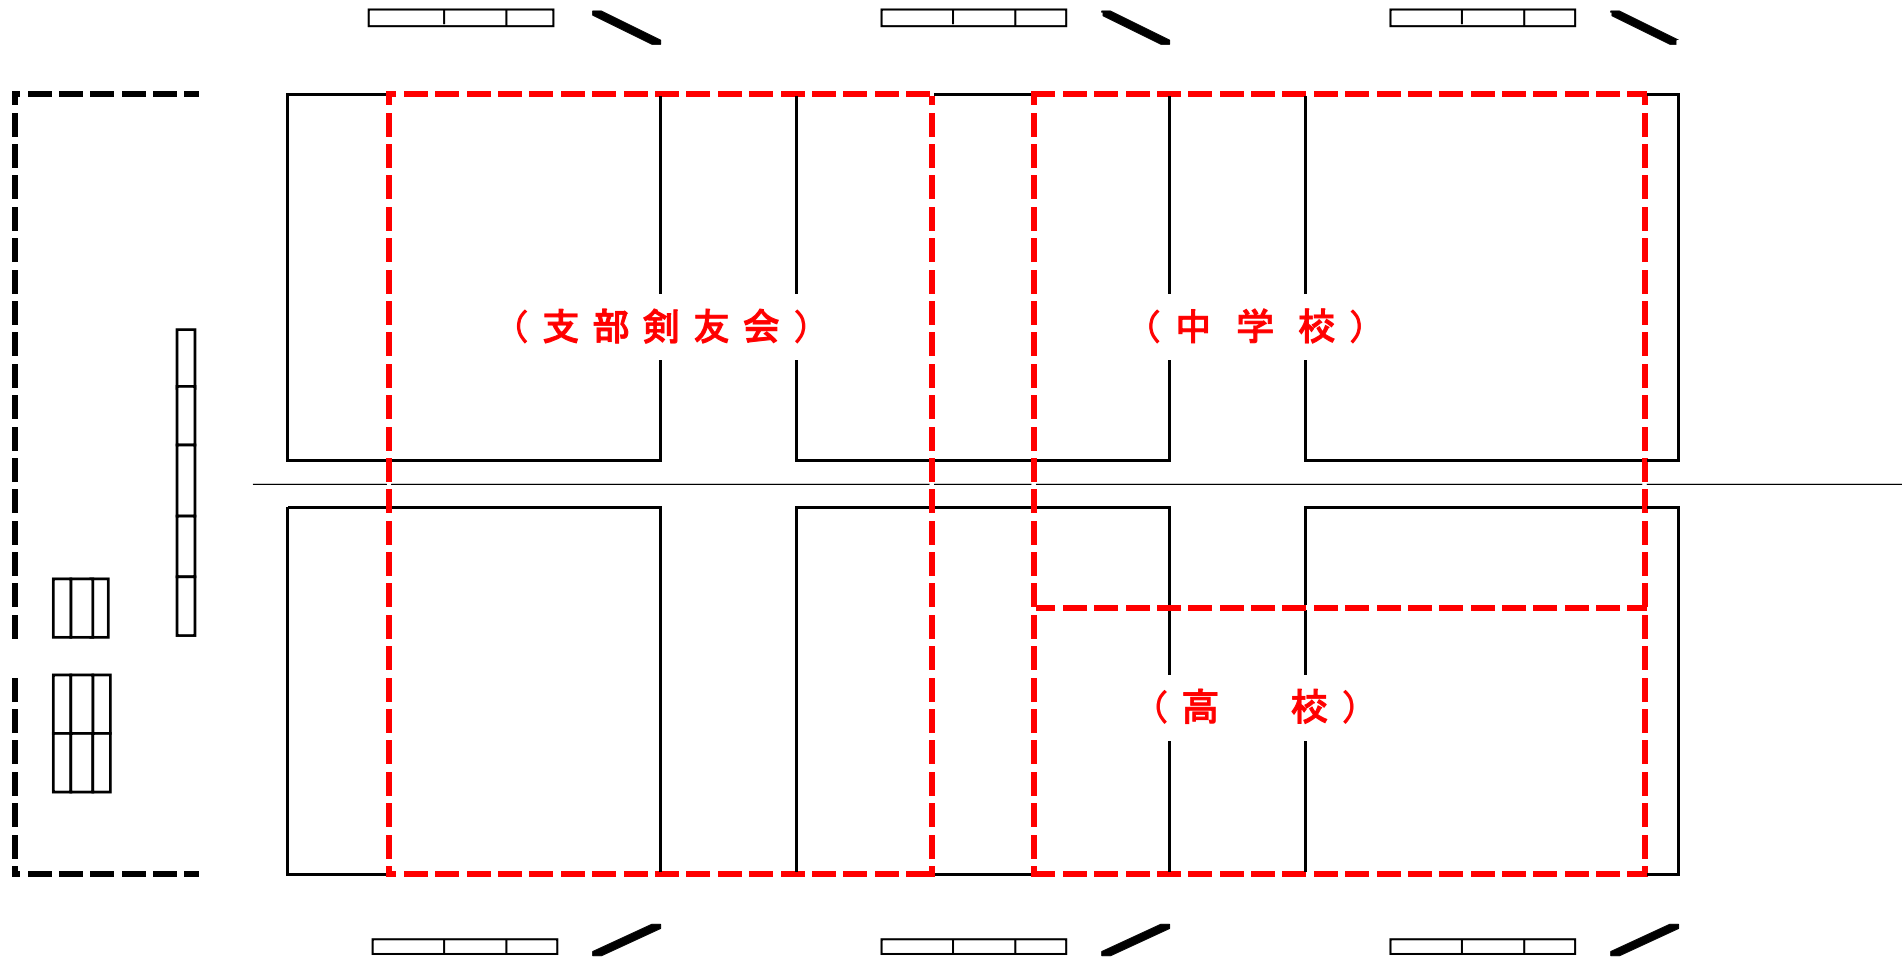 （支部剣友会）
（中学校）
（高　校）